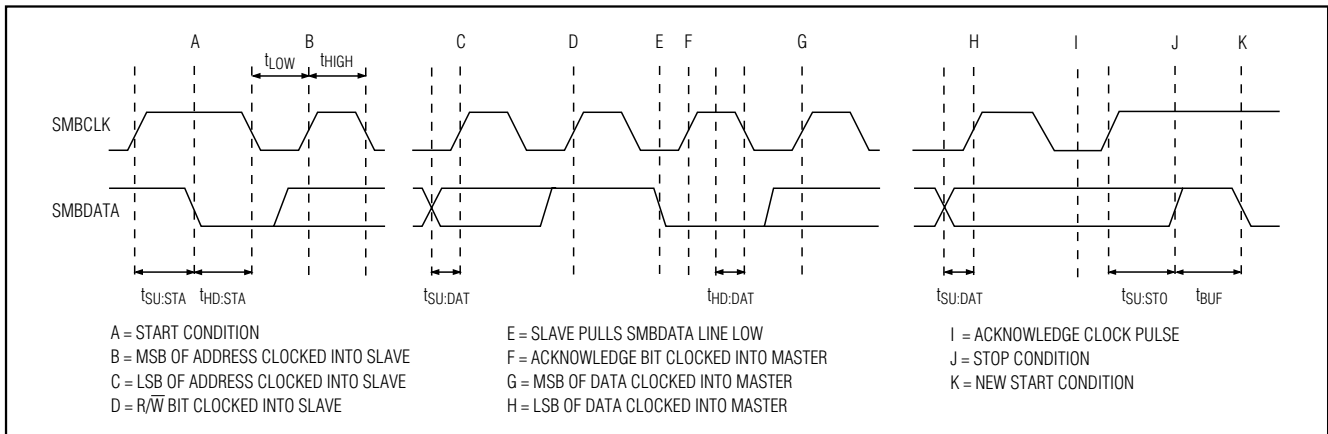 A B C D E F G H I J K
tLOW tHIGH
SMBCLK
SMBDATA
tSU:STA tHD:STA tSU:DAT tHD:DAT tSU:DAT tSU:STO tBUF
A = START CONDITION
B = MSB OF ADDRESS CLOCKED INTO SLAVE
C = LSB OF ADDRESS CLOCKED INTO SLAVE
D = R/W̅ BIT CLOCKED INTO SLAVE
E = SLAVE PULLS SMBDATA LINE LOW
F = ACKNOWLEDGE BIT CLOCKED INTO MASTER
G = MSB OF DATA CLOCKED INTO MASTER
H = LSB OF DATA CLOCKED INTO MASTER
I = ACKNOWLEDGE CLOCK PULSE
J = STOP CONDITION
K = NEW START CONDITION